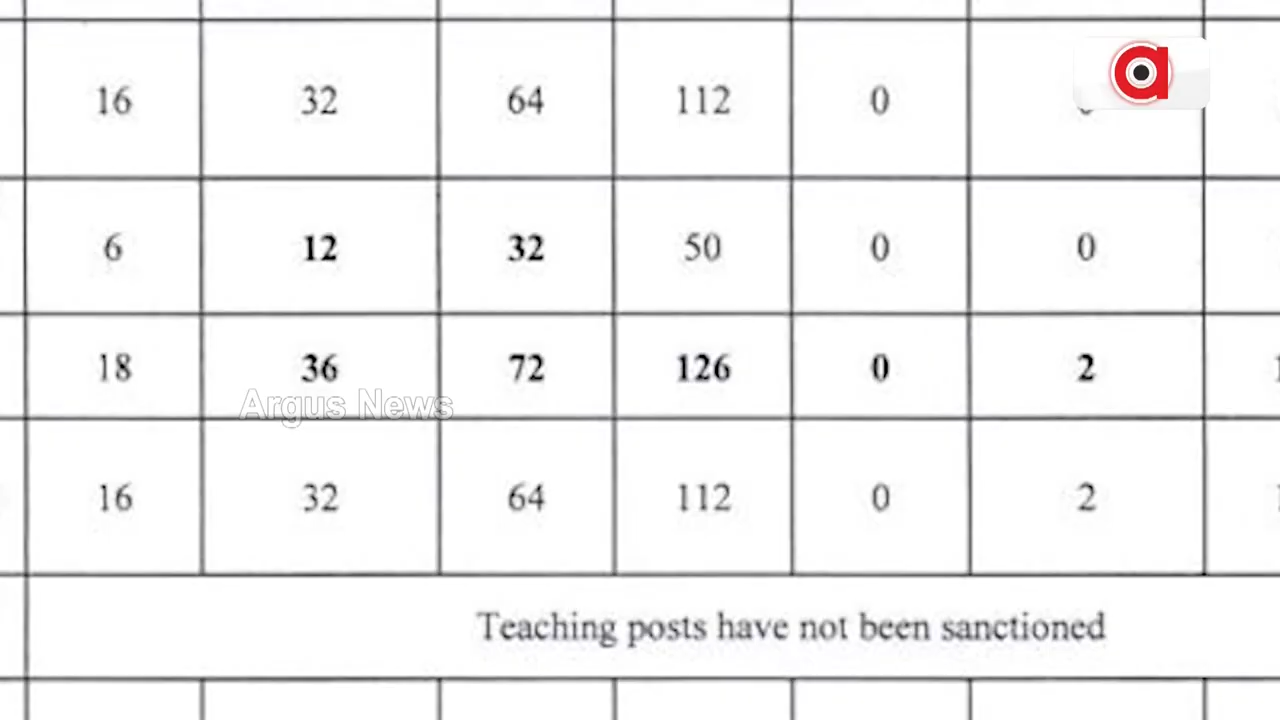 16 32 64 112 0
6 12 32 50 0 0
18 36 72 126 0 2
Argus News
16 32 64 112 0 2
Teaching posts have not been sanctioned